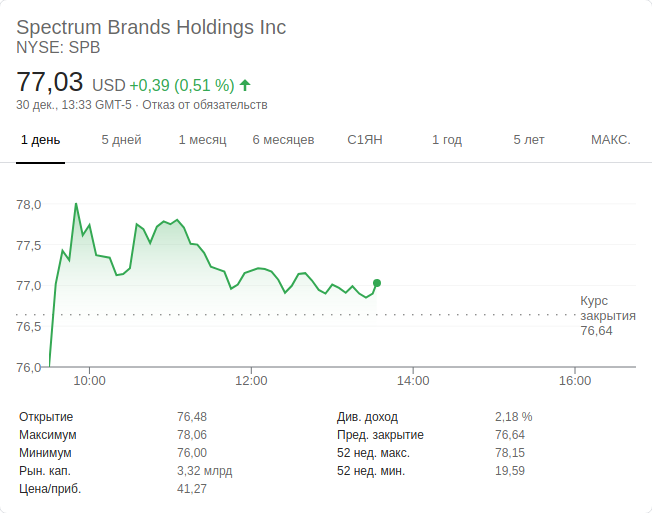 Spectrum Brands Holdings Inc
NYSE: SPB
77,03 USD +0,39 (0,51 %)
30 дек., 13:33 GMT-5 · Отказ от обязательств
1 день 5 дней 1 месяц 6 месяцев С1ЯН 1 год 5 лет МАКС.
78,0
77,5
77,0
76,5
76,0
Курс
закрытия
76,64
10:00 12:00 14:00 16:00
Открытие 76,48 Див. доход 2,18 %
Максимум 78,06 Пред. закрытие 76,64
Минимум 76,00 52 нед. макс. 78,15
Рын. кап. 3,32 млрд 52 нед. мин. 19,59
Цена/приб. 41,27